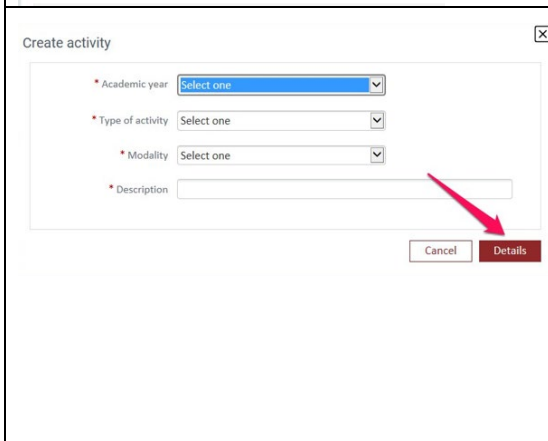 Create activity
* Academic year Select one
* Type of activity Select one
* Modality Select one
* Description
Cancel Details